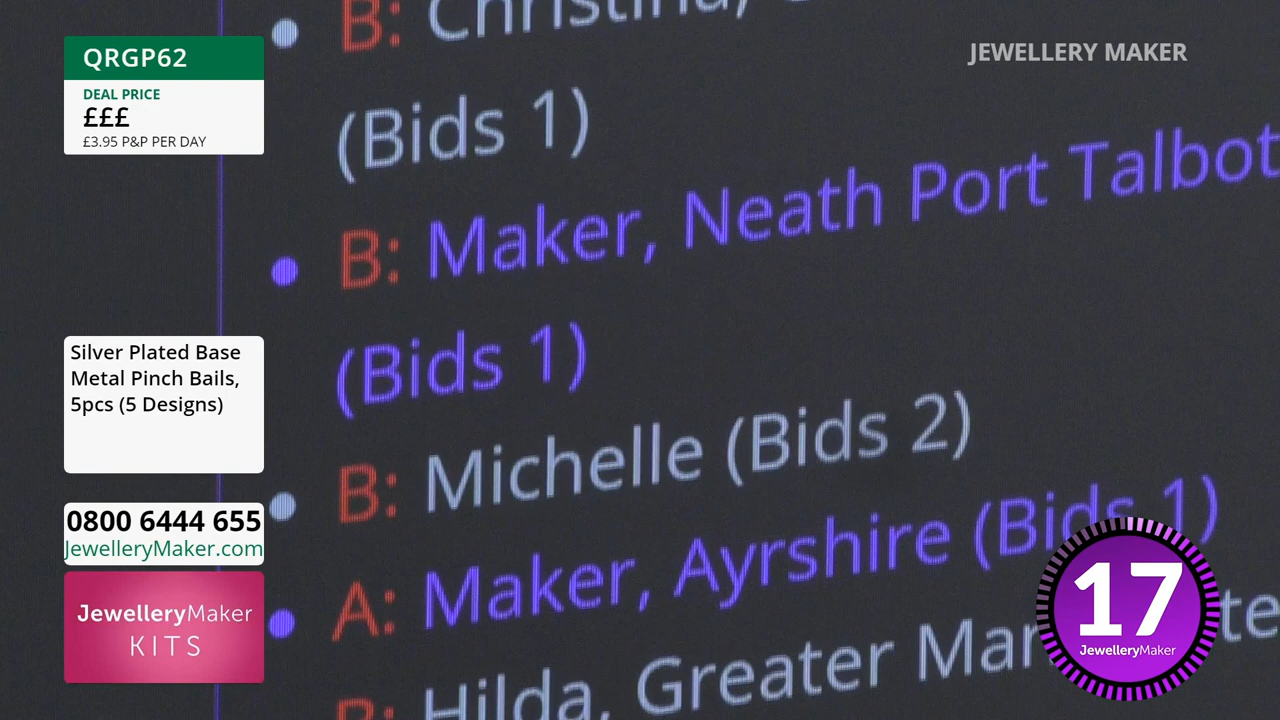 QRGP62
DEAL PRICE
£££
£3.95 P&P PER DAY
JEWELLERY MAKER
B: Christina,
(Bids 1)
B: Maker, Neath Port Talbot
(Bids 1)
B: Michelle (Bids 2)
A: Maker, Ayrshire (Bids 1)
B: Hilda, Greater
Silver Plated Base
Metal Pinch Bails,
5pcs (5 Designs)
0800 6444 655
JewelleryMaker.com
JewelleryMaker
KITS
17
JewelleryMaker